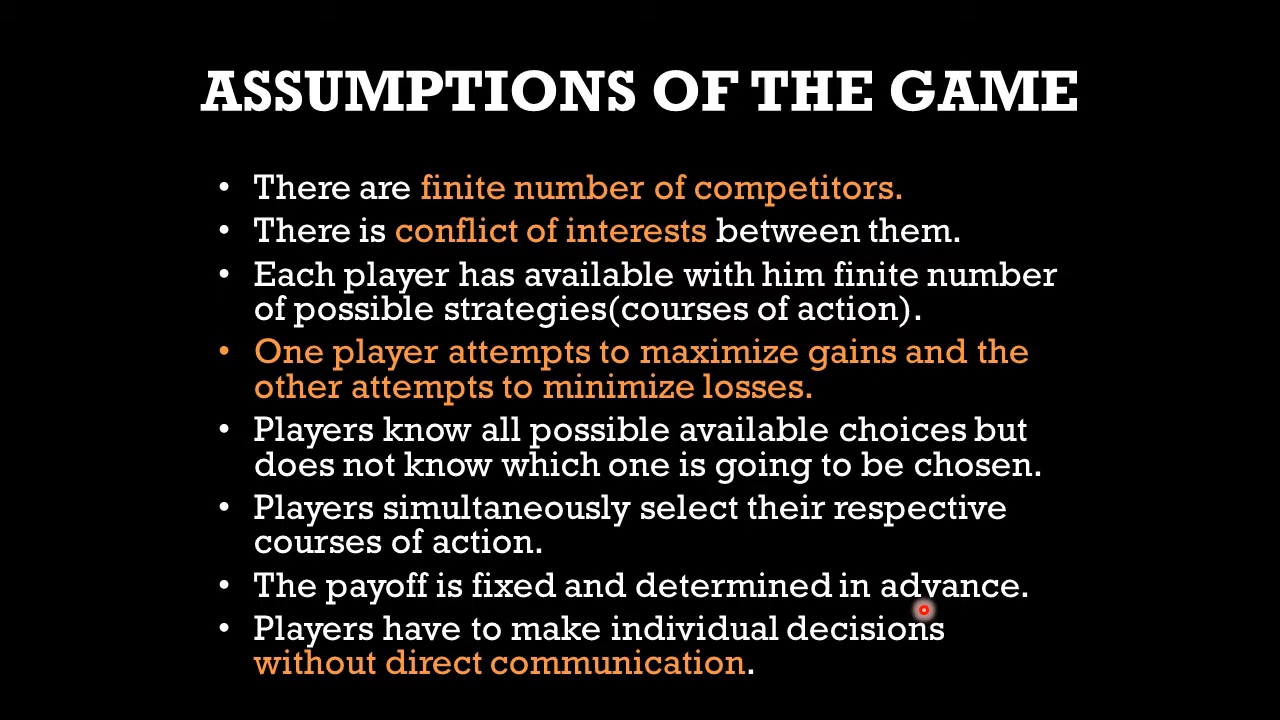 ASSUMPTIONS OF THE GAME
• There are finite number of competitors.
• There is conflict of interests between them.
• Each player has available with him finite number
of possible strategies(courses of action).
• One player attempts to maximize gains and the
other attempts to minimize losses.
• Players know all possible available choices but
does not know which one is going to be chosen.
• Players simultaneously select their respective
courses of action.
• The payoff is fixed and determined in advance.
• Players have to make individual decisions
without direct communication.